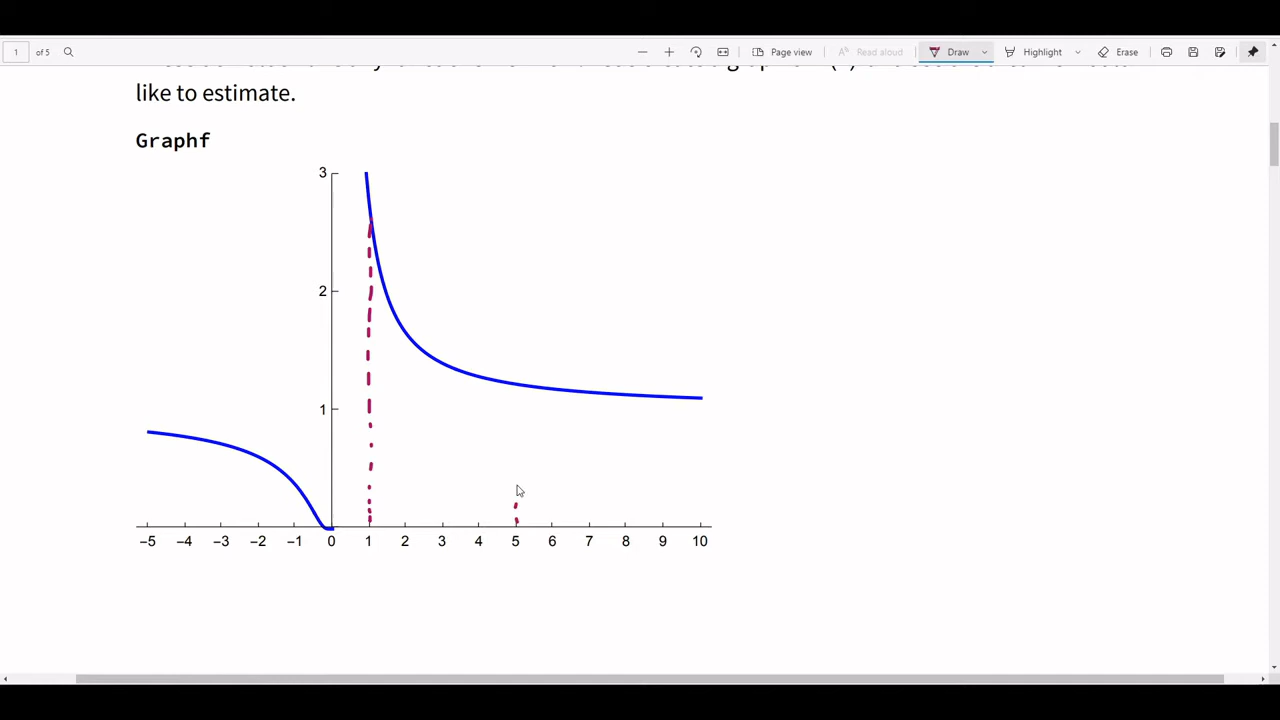 1 of 5 Page view Read aloud Draw Highlight Erase
like to estimate.
Graphf
3
2
1
−5 −4 −3 −2 −1 0 1 2 3 4 5 6 7 8 9 10